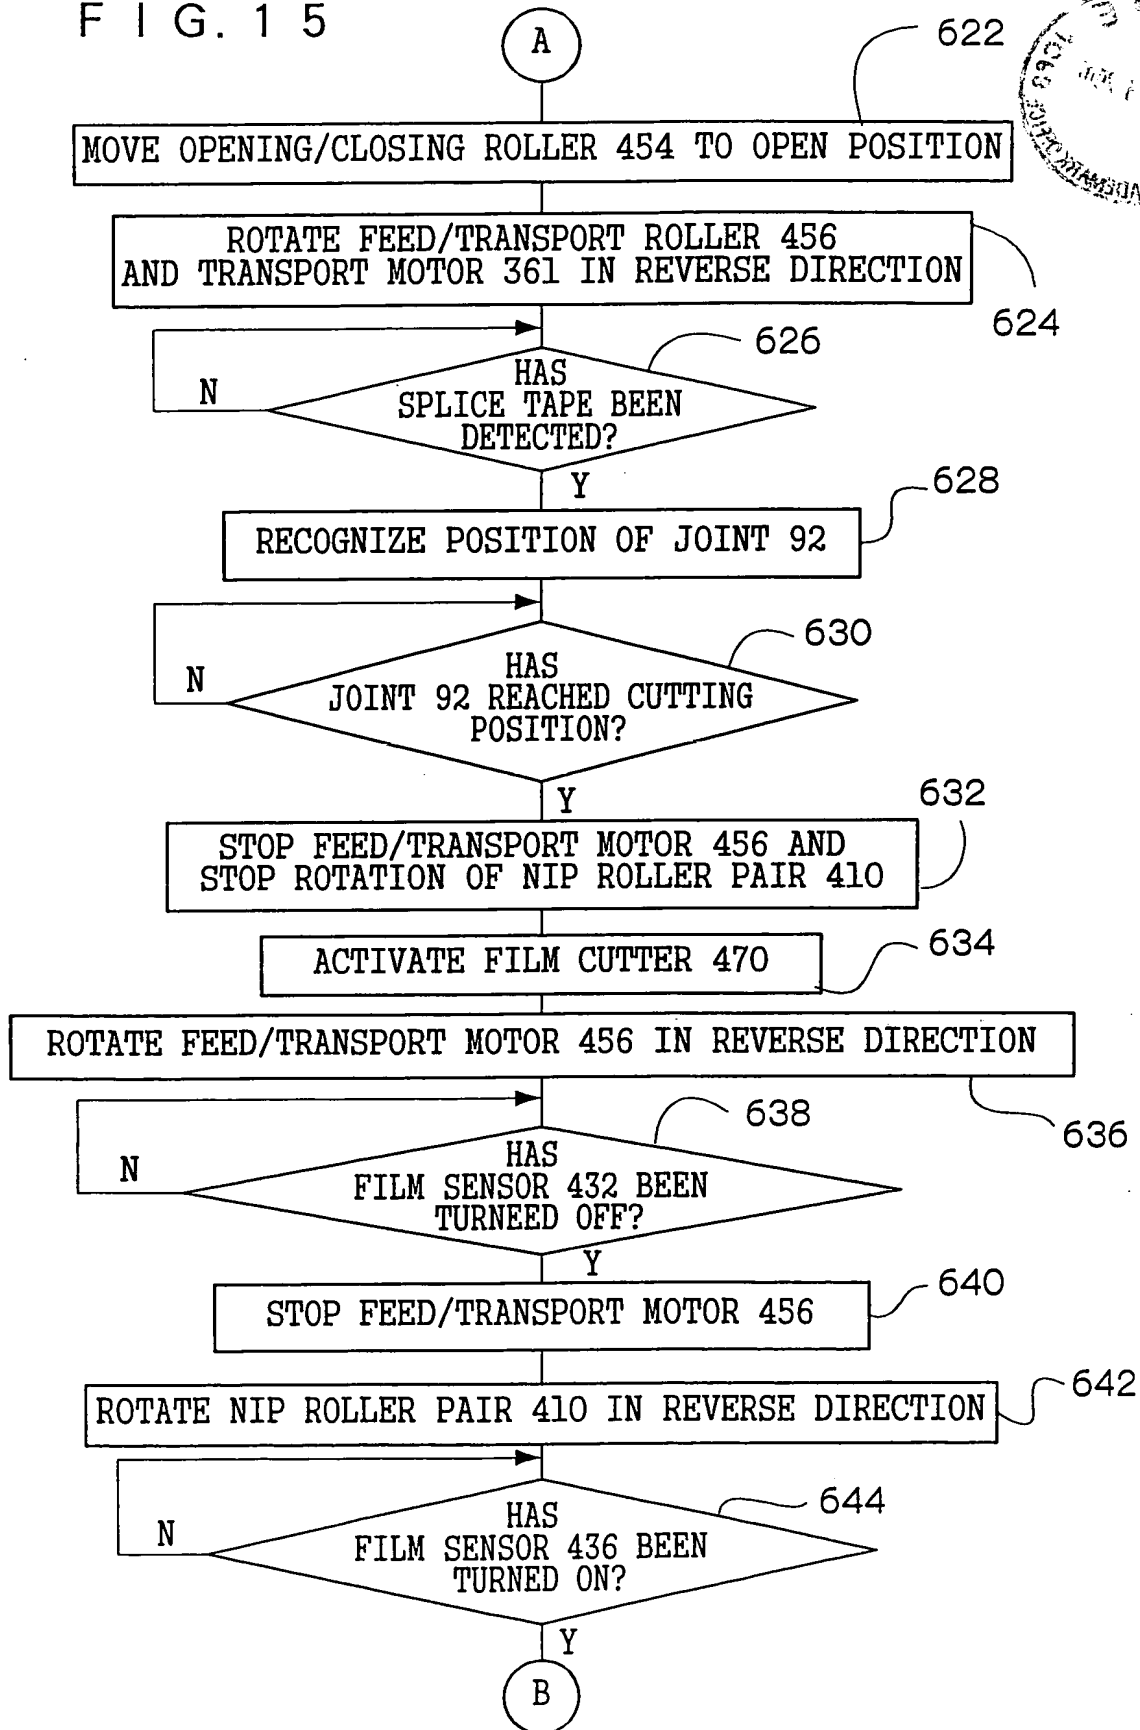 FIG. 15
A
622
MOVE OPENING/CLOSING ROLLER 454 TO OPEN POSITION
ROTATE FEED/TRANSPORT ROLLER 456
AND TRANSPORT MOTOR 361 IN REVERSE DIRECTION
624
626
HAS
SPLICE TAPE BEEN
DETECTED?
N
Y
628
RECOGNIZE POSITION OF JOINT 92
630
HAS
JOINT 92 REACHED CUTTING
POSITION?
N
Y
632
STOP FEED/TRANSPORT MOTOR 456 AND
STOP ROTATION OF NIP ROLLER PAIR 410
634
ACTIVATE FILM CUTTER 470
ROTATE FEED/TRANSPORT MOTOR 456 IN REVERSE DIRECTION
636
638
HAS
FILM SENSOR 432 BEEN
TURNEED OFF?
N
Y
640
STOP FEED/TRANSPORT MOTOR 456
642
ROTATE NIP ROLLER PAIR 410 IN REVERSE DIRECTION
644
HAS
FILM SENSOR 436 BEEN
TURNED ON?
N
Y
B